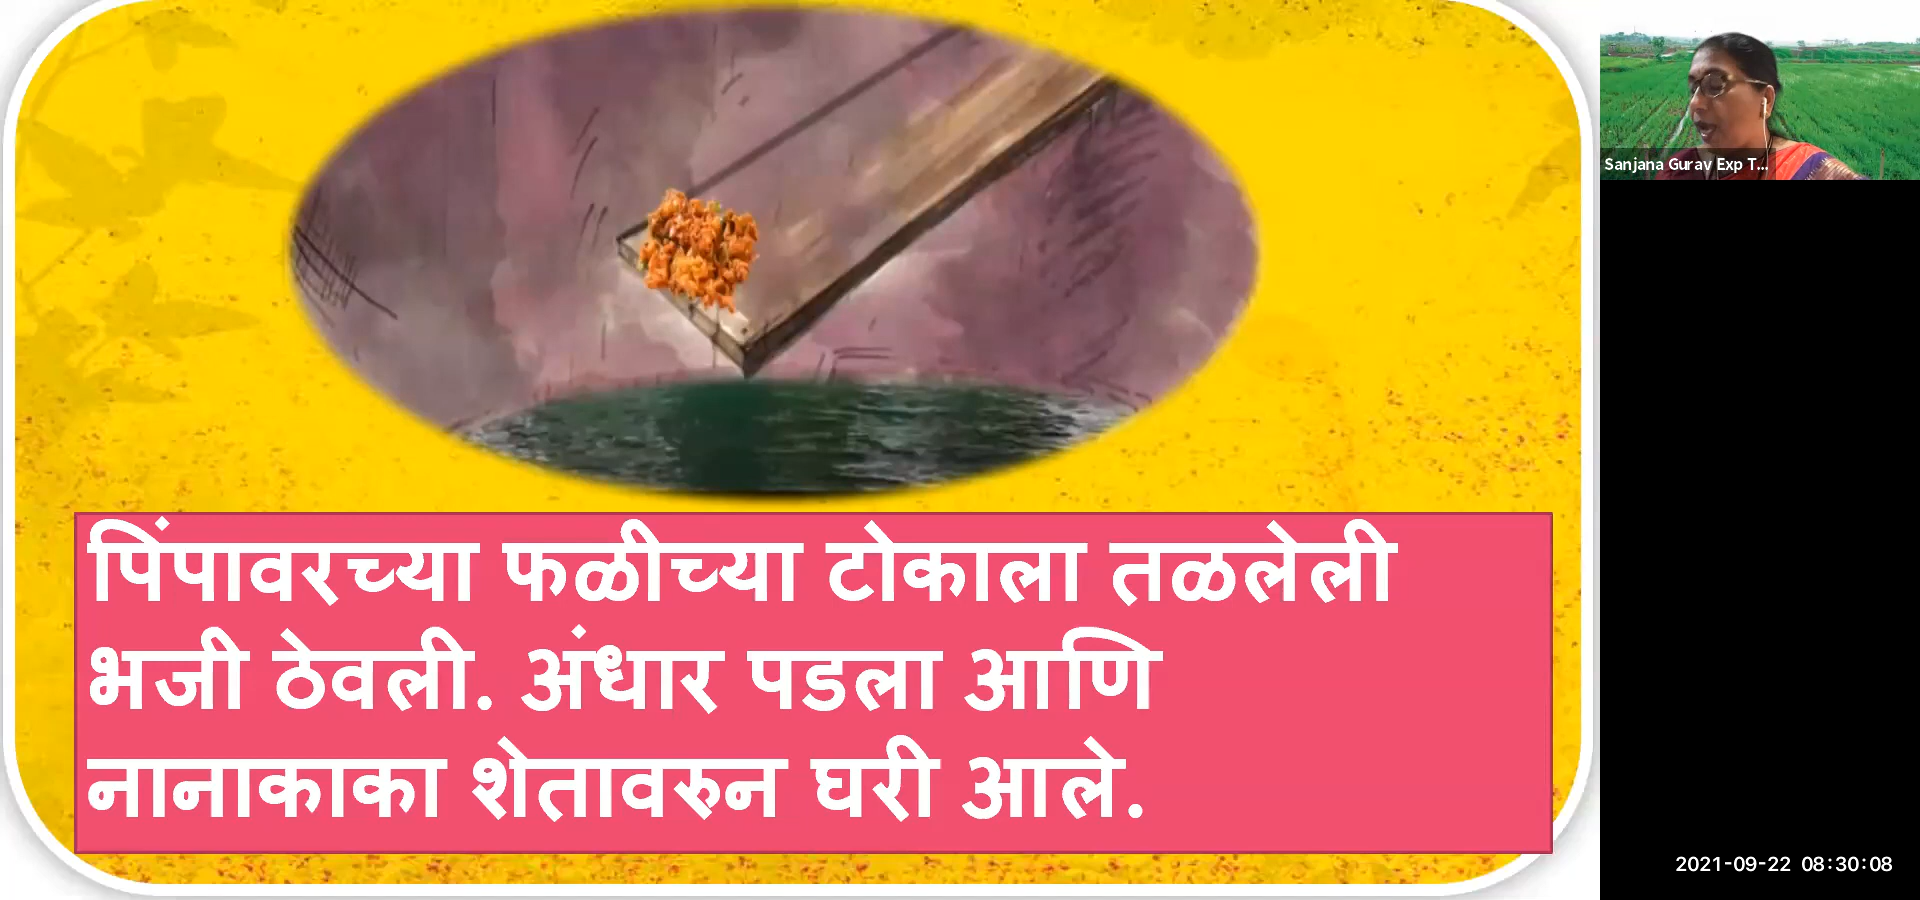 पिंपावरच्या फळीच्या टोकाला तळलेली
भजी ठेवली. अंधार पडला आणि
नानाकाका शेतावरुन घरी आले.
Sanjana Gurav Exp T...
2021-09-22 08:30:08